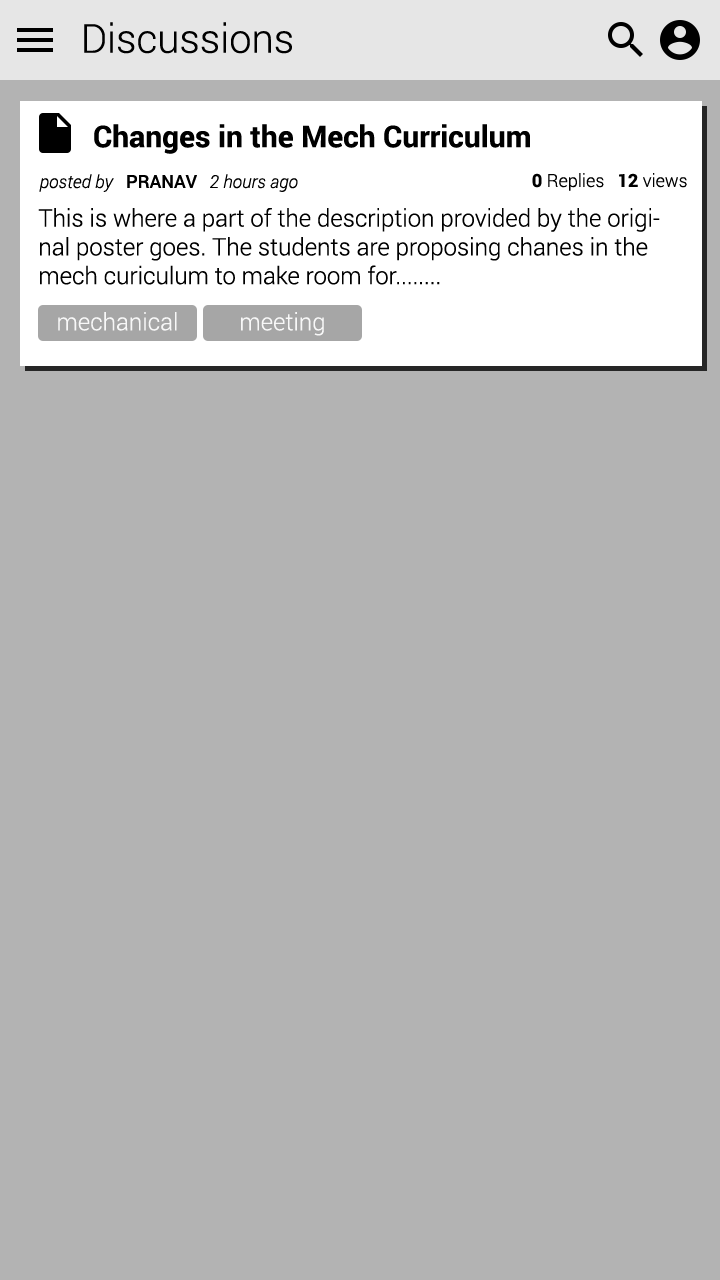 Discussions
Changes in the Mech Curriculum
posted by PRANAV 2 hours ago 0 Replies 12 views
This is where a part of the description provided by the origi-
nal poster goes. The students are proposing chanes in the
mech curiculum to make room for........
mechanical meeting